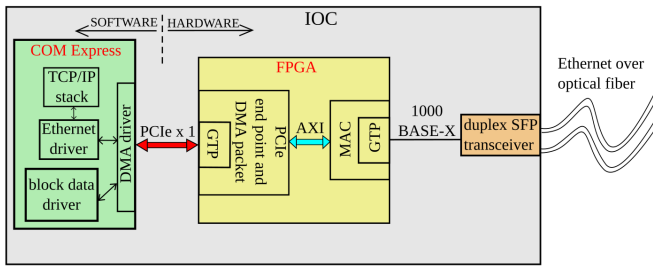 IOC
SOFTWARE
HARDWARE
COM Express
TCP/IP
stack
Ethernet
driver
block data
driver
DMA driver
PCIe x 1
FPGA
GTP
PCIe
end point and
DMA packet
AXI
MAC
GTP
1000
BASE-X
duplex SFP
transceiver
Ethernet over
optical fiber